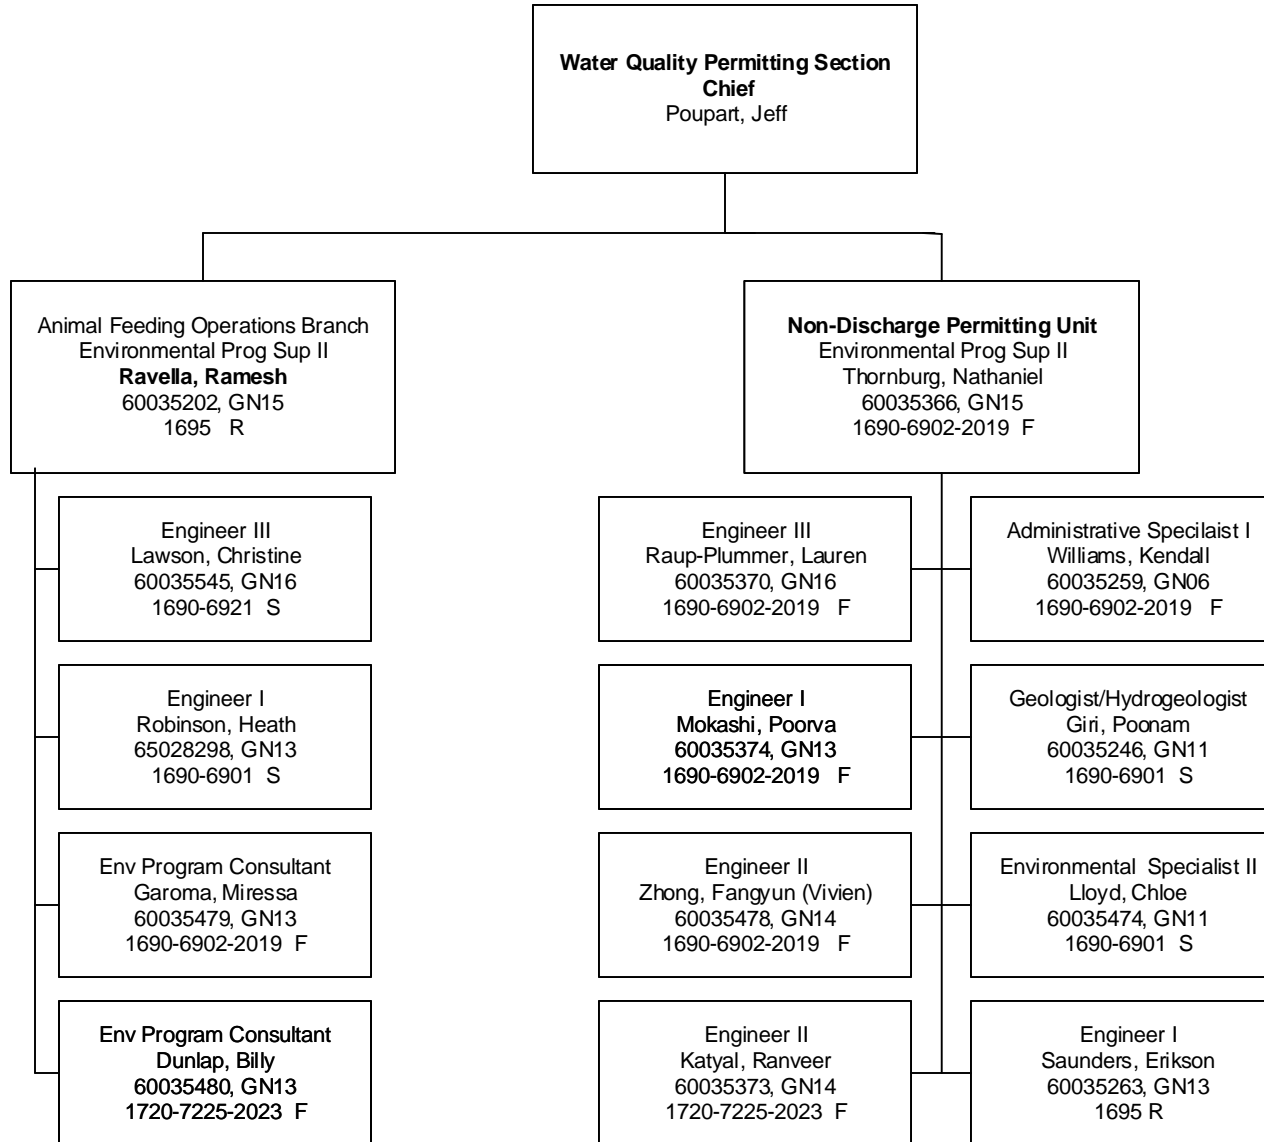 Water Quality Permitting Section
Chief
Poupart, Jeff
Animal Feeding Operations Branch
Environmental Prog Sup II
Ravella, Ramesh
60035202, GN15
1695 R
Non-Discharge Permitting Unit
Environmental Prog Sup II
Thornburg, Nathaniel
60035366, GN15
1690-6902-2019 F
Engineer III
Lawson, Christine
60035545, GN16
1690-6921 S
Engineer I
Robinson, Heath
65028298, GN13
1690-6901 S
Env Program Consultant
Garoma, Miressa
60035479, GN13
1690-6902-2019 F
Env Program Consultant
Dunlap, Billy
60035480, GN13
1720-7225-2023 F
Engineer III
Raup-Plummer, Lauren
60035370, GN16
1690-6902-2019 F
Engineer I
Mokashi, Poorva
60035374, GN13
1690-6902-2019 F
Engineer II
Zhong, Fangyun (Vivien)
60035478, GN14
1690-6902-2019 F
Engineer II
Katyal, Ranveer
60035373, GN14
1720-7225-2023 F
Administrative Specilaist I
Williams, Kendall
60035259, GN06
1690-6902-2019 F
Geologist/Hydrogeologist
Giri, Poonam
60035246, GN11
1690-6901 S
Environmental Specialist II
Lloyd, Chloe
60035474, GN11
1690-6901 S
Engineer I
Saunders, Erikson
60035263, GN13
1695 R